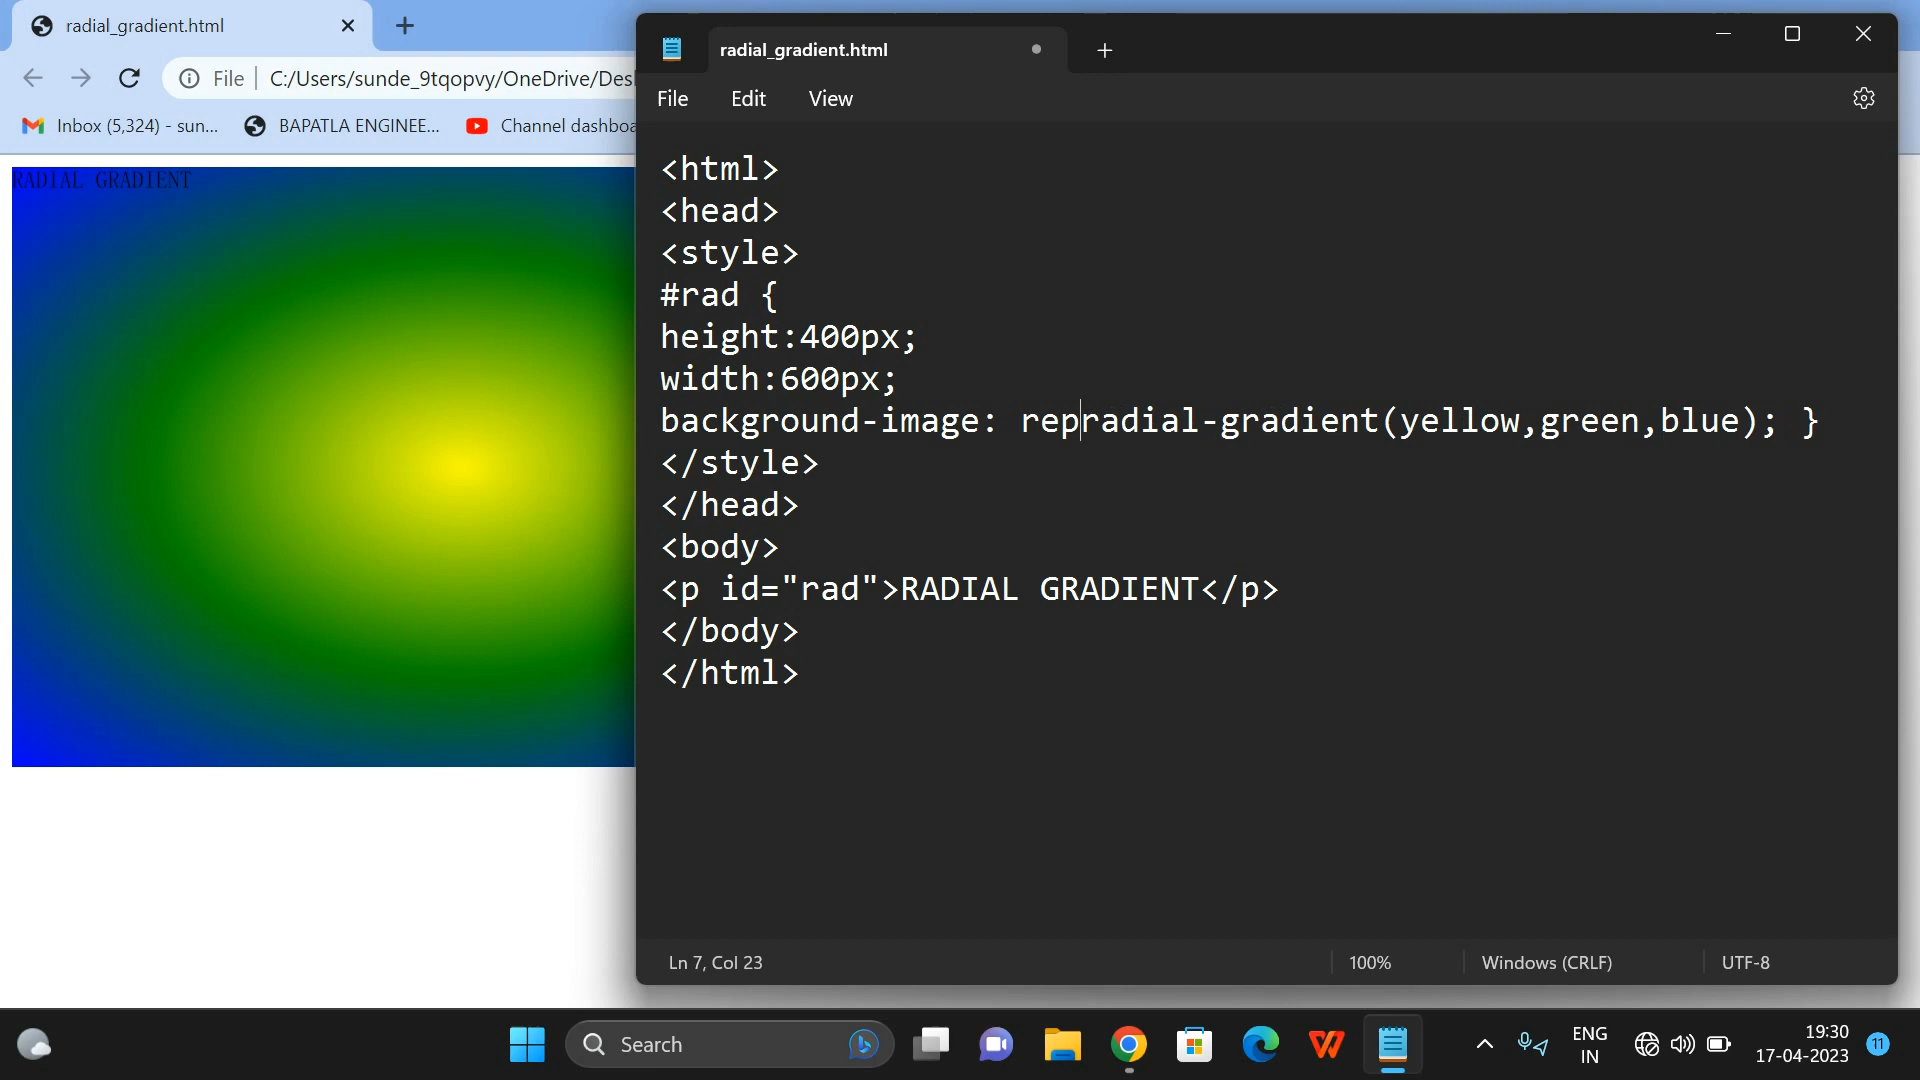 radial_gradient.html
File
C:/Users/sunde_9tqopvy/OneDrive/Des
Inbox (5,324) - sun...
BAPATLA ENGINEE...
Channel dashboa
RADIAL GRADIENT
radial_gradient.html
File Edit View
<html>
<head>
<style>
#rad {
height:400px;
width:600px;
background-image: repradial-gradient(yellow,green,blue); }
</style>
</head>
<body>
<p id="rad">RADIAL GRADIENT</p>
</body>
</html>
Ln 7, Col 23
100%
Windows (CRLF)
UTF-8
Search
ENG
IN
19:30
17-04-2023
11